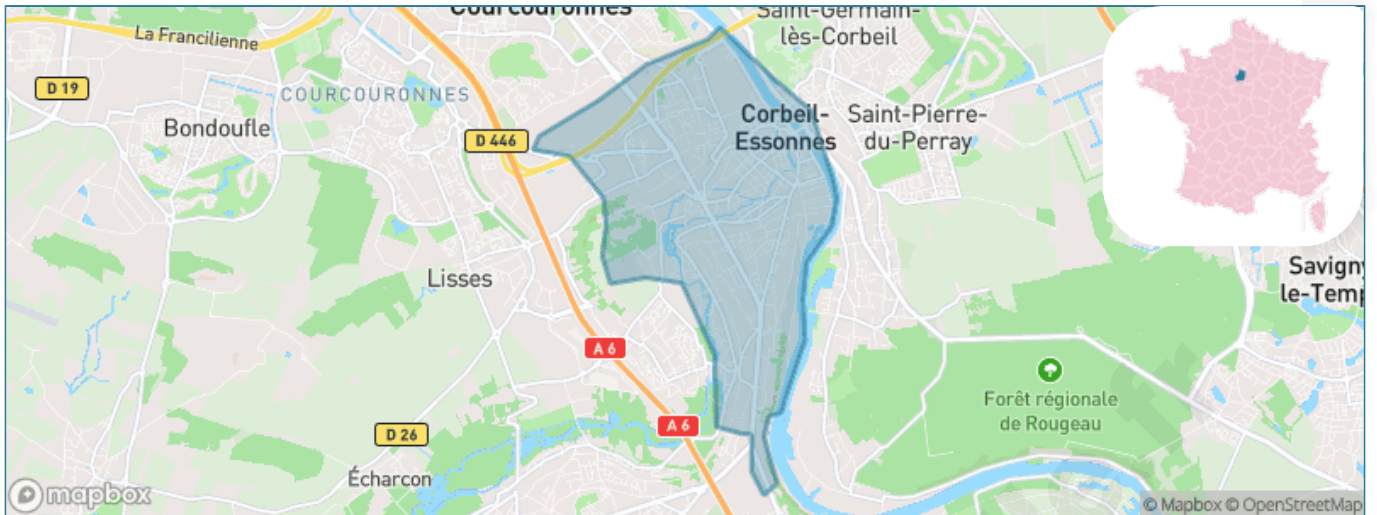 Courcouronnes
Saint-Germain-
lès-Corbeil
La Francilienne
D 19
COURCOURONNES
Bondoufle
D 446
Corbeil-
Essonnes
Saint-Pierre-
du-Perray
Lisses
Savigny
le-Temp
A 6
Forêt régionale
de Rougeau
A 6
D 26
Écharcon
mapbox
© Mapbox © OpenStreetMap